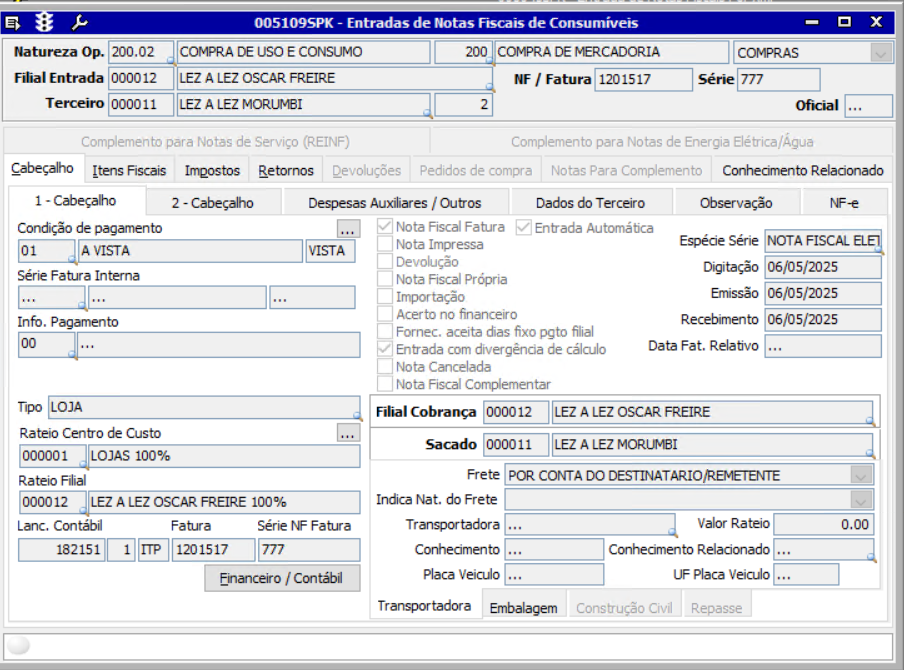 005109SPK - Entradas de Notas Fiscais de Consumíveis
Natureza Op. 200.02 COMPRA DE USO E CONSUMO 200 COMPRA DE MERCADORIA COMPRAS
Filial Entrada 000012 LEZ A LEZ OSCAR FREIRE NF / Fatura 1201517 Série 777
Terceiro 000011 LEZ A LEZ MORUMBI 2
Oficial ...
Complemento para Notas de Serviço (REINF) Complemento para Notas de Energia Elétrica/Água
Cabeçalho Itens Fiscais Impostos Retornos Devoluções Pedidos de compra Notas Para Complemento Conhecimento Relacionado
1 - Cabeçalho 2 - Cabeçalho Despesas Auxiliares / Outros Dados do Terceiro Observação NF-e
Condição de pagamento ...
01 A VISTA VISTA
Série Fatura Interna
... ... ...
Info. Pagamento
00 ...
Nota Fiscal Fatura Entrada Automática
Nota Impressa
Devolução
Nota Fiscal Própria
Importação
Acerto no financeiro
Fornec. aceita dias fixo pgto filial
Entrada com divergência de cálculo
Nota Cancelada
Nota Fiscal Complementar
Espécie Série NOTA FISCAL ELET
Digitação 06/05/2025
Emissão 06/05/2025
Recebimento 06/05/2025
Data Fat. Relativo ...
Tipo LOJA
Rateio Centro de Custo ...
000001 LOJAS 100%
Rateio Filial
000012 LEZ A LEZ OSCAR FREIRE 100%
Lanc. Contábil Fatura Série NF Fatura
182151 1 ITP 1201517 777
Financeiro / Contábil
Filial Cobrança 000012 LEZ A LEZ OSCAR FREIRE
Sacado 000011 LEZ A LEZ MORUMBI
Frete POR CONTA DO DESTINATARIO/REMETENTE
Indica Nat. do Frete
Transportadora ... Valor Rateio 0.00
Conhecimento ... Conhecimento Relacionado ...
Placa Veiculo ... UF Placa Veiculo ...
Transportadora Embalagem Construção Civil Repasse